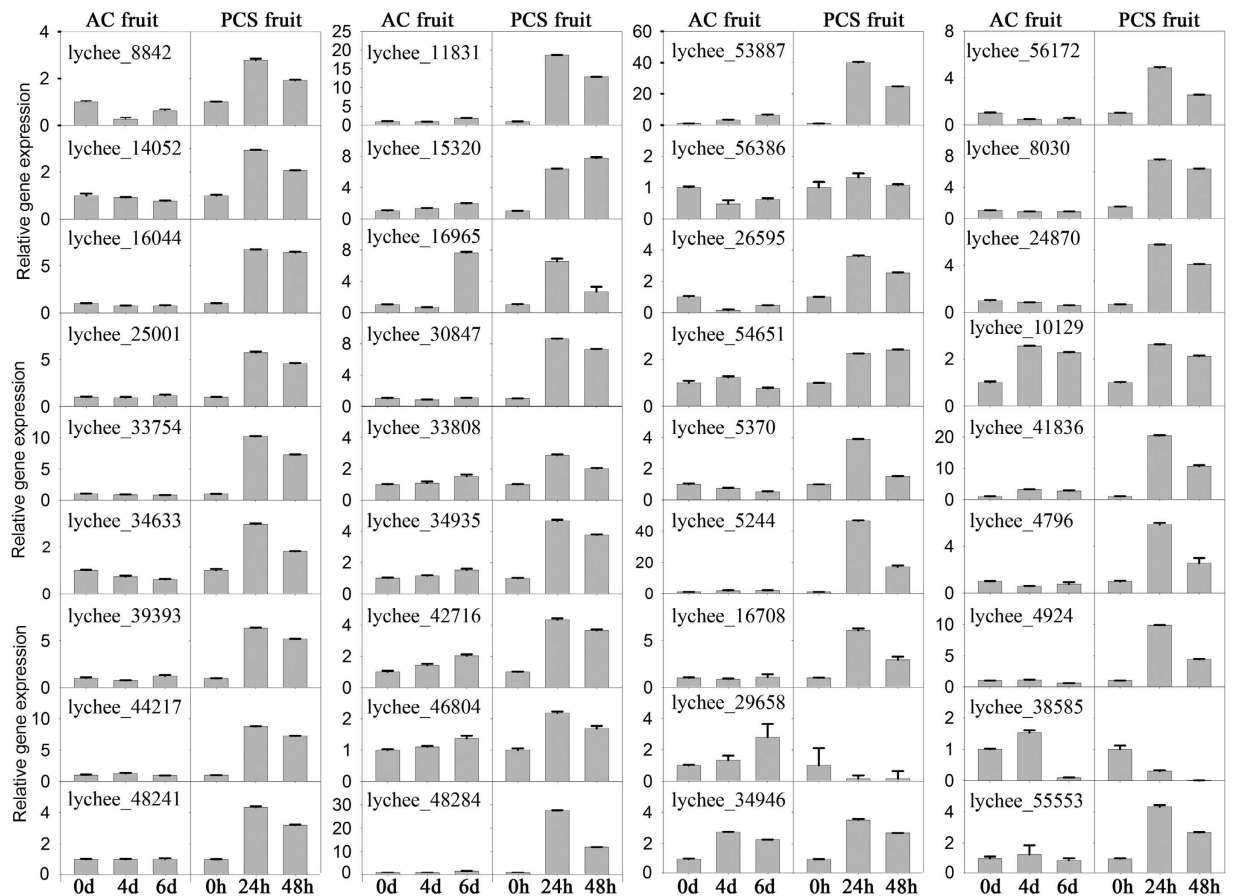 AC fruit PCS fruit AC fruit PCS fruit AC fruit PCS fruit AC fruit PCS fruit
4 2 0 lychee_8842
25 20 15 10 5 0 lychee_11831
60 40 20 0 lychee_53887
8 6 4 2 0 lychee_56172
4 2 0 lychee_14052
8 4 0 lychee_15320
2 1 0 lychee_56386
8 4 0 lychee_8030
Relative gene expression
5 0 lychee_16044
8 4 0 lychee_16965
4 2 0 lychee_26595
6 4 2 0 lychee_24870
5 0 lychee_25001
8 4 0 lychee_30847
2 0 lychee_54651
4 2 0 lychee_10129
10 5 0 lychee_33754
4 2 0 lychee_33808
4 2 0 lychee_5370
20 10 0 lychee_41836
Relative gene expression
2 0 lychee_34633
4 2 0 lychee_34935
40 20 0 lychee_5244
6 2 0 lychee_4796
5 0 lychee_39393
4 2 0 lychee_42716
6 4 2 0 lychee_16708
10 5 0 lychee_4924
Relative gene expression
10 5 0 lychee_44217
2 1 0 lychee_46804
4 2 0 lychee_29658
2 1 0 lychee_38585
4 2 0 lychee_48241
30 20 10 0 lychee_48284
4 2 0 lychee_34946
4 2 0 lychee_55553
0d 4d 6d 0h 24h 48h 0d 4d 6d 0h 24h 48h 0d 4d 6d 0h 24h 48h 0d 4d 6d 0h 24h 48h